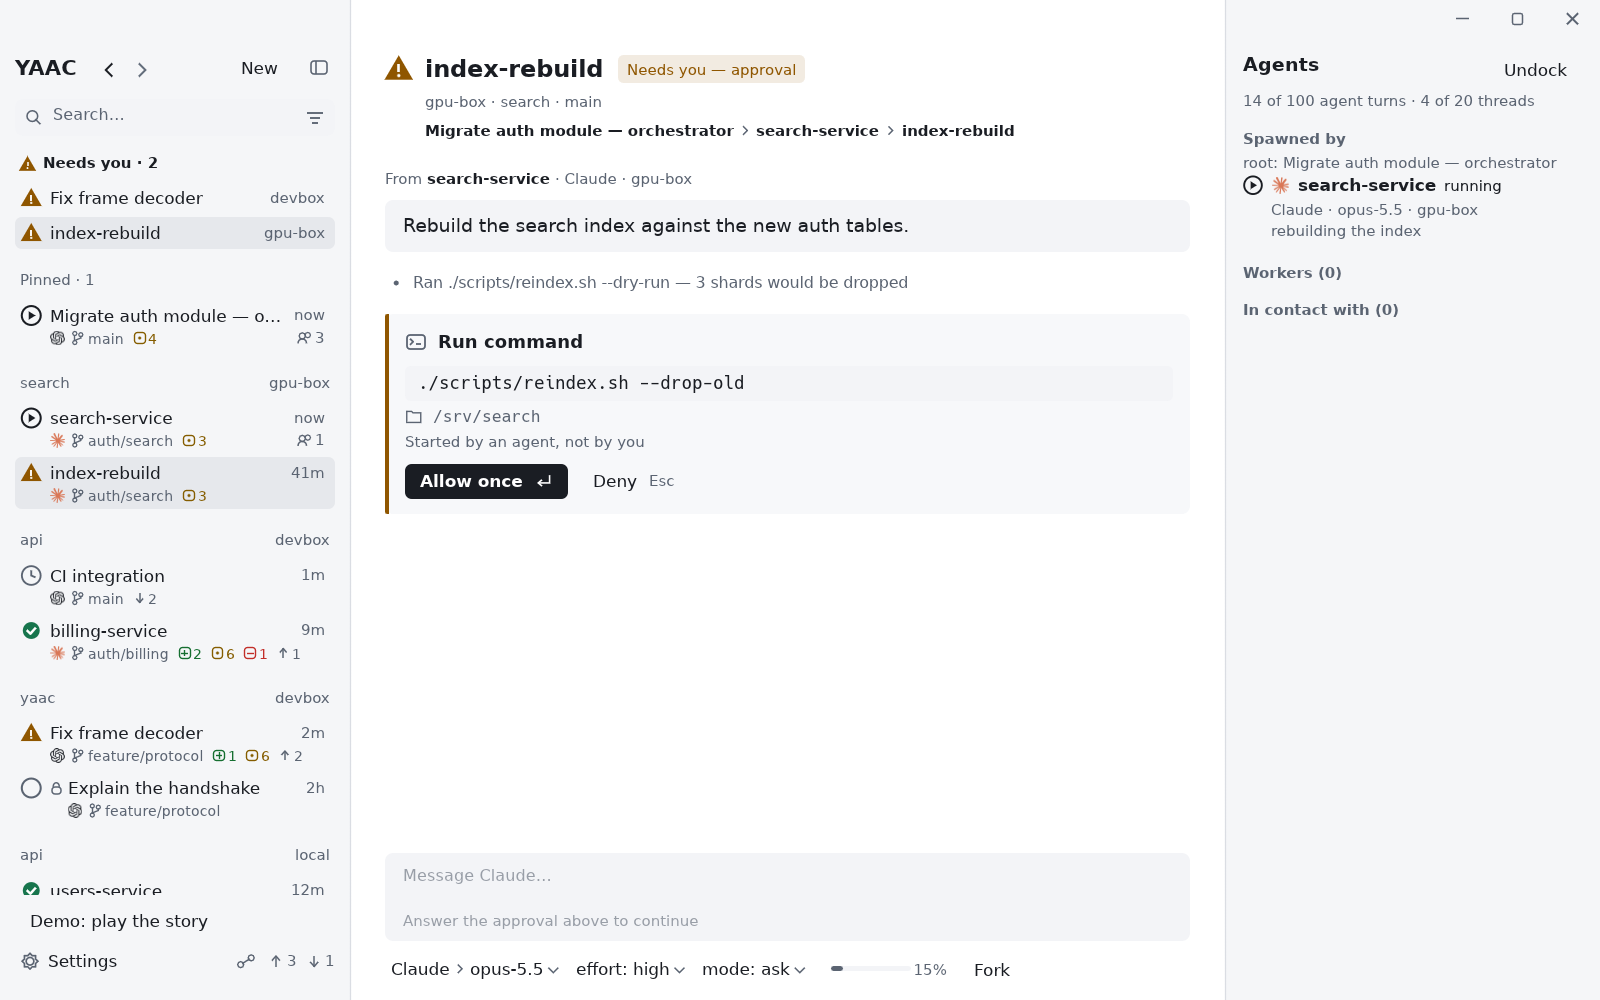 YAAC
New
Search…
Needs you · 2
Fix frame decoder devbox
index-rebuild gpu-box
Pinned · 1
Migrate auth module — o… now
main 4 3
search gpu-box
search-service now
auth/search 3 1
index-rebuild 41m
auth/search 3
api devbox
CI integration 1m
main 2
billing-service 9m
auth/billing 2 6 1 1
yaac devbox
Fix frame decoder 2m
feature/protocol 1 6 2
Explain the handshake 2h
feature/protocol
api local
users-service 12m
Demo: play the story
Settings 3 1
index-rebuild Needs you — approval
gpu-box · search · main
Migrate auth module — orchestrator > search-service > index-rebuild
From search-service · Claude · gpu-box
Rebuild the search index against the new auth tables.
• Ran ./scripts/reindex.sh --dry-run — 3 shards would be dropped
Run command
./scripts/reindex.sh --drop-old
/srv/search
Started by an agent, not by you
Allow once Deny Esc
Message Claude…
Answer the approval above to continue
Claude > opus-5.5 effort: high mode: ask 15% Fork
Agents
Undock
14 of 100 agent turns · 4 of 20 threads
Spawned by
root: Migrate auth module — orchestrator
search-service running
Claude · opus-5.5 · gpu-box
rebuilding the index
Workers (0)
In contact with (0)